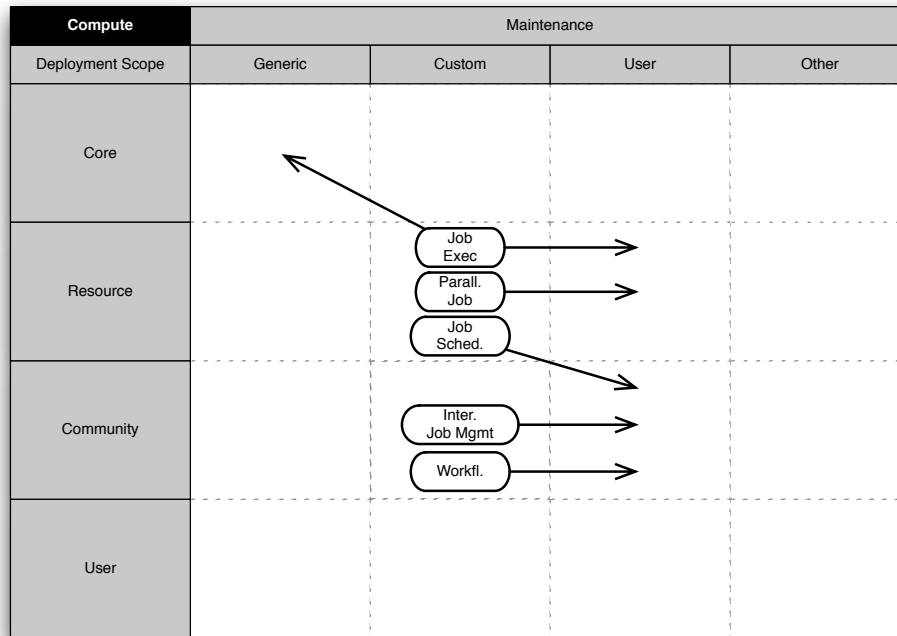 Compute
Maintenance
Deployment Scope
Generic
Custom
User
Other
Core
Job
Exec
Resource
Parall.
Job
Job
Sched.
Community
Inter.
Job Mgmt
Workfl.
User